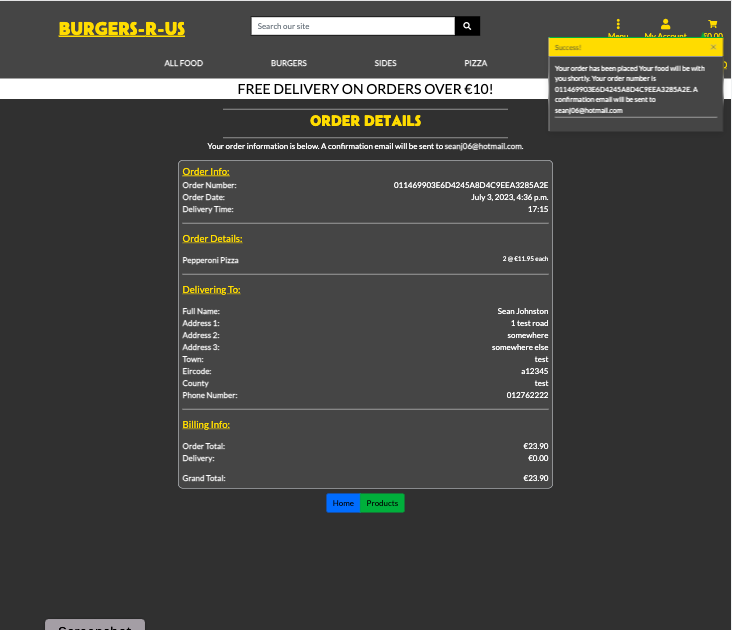 BURGERS-R-US
Search our site
Menu
My Account
€0.00
ALL FOOD
BURGERS
SIDES
PIZZA
Success!
×
Your order has been placed Your food will be with
you shortly. Your order number is
011469903E6D4245A8D4C9EEA3285A2E. A
confirmation email will be sent to
seanj06@hotmail.com
FREE DELIVERY ON ORDERS OVER €10!
ORDER DETAILS
Your order information is below. A confirmation email will be sent to seanj06@hotmail.com.
Order Info:
Order Number: 011469903E6D4245A8D4C9EEA3285A2E
Order Date: July 3, 2023, 4:36 p.m.
Delivery Time: 17:15
Order Details:
Pepperoni Pizza 2 @ €11.95 each
Delivering To:
Full Name: Sean Johnston
Address 1: 1 test road
Address 2: somewhere
Address 3: somewhere else
Town: test
Eircode: a12345
County test
Phone Number: 012762222
Billing Info:
Order Total: €23.90
Delivery: €0.00
Grand Total: €23.90
Home
Products
Screenshot